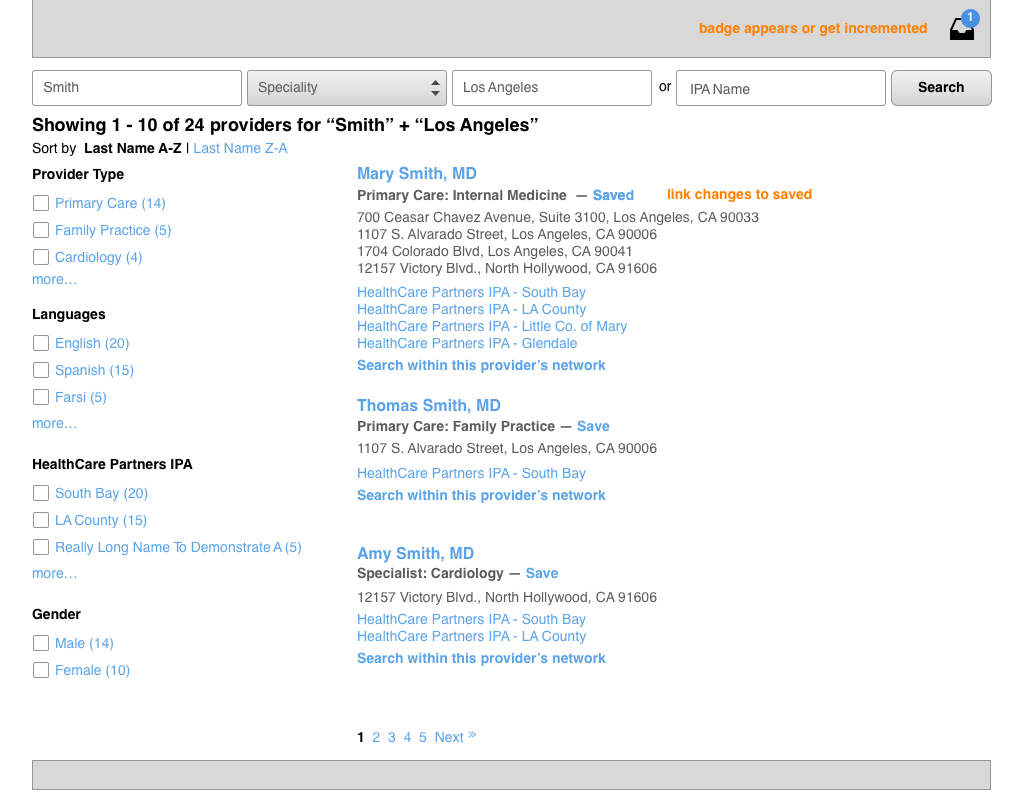 badge appears or get incremented
1
Smith
Speciality
Los Angeles
or
IPA Name
Search
Showing 1 - 10 of 24 providers for “Smith” + “Los Angeles”
Sort by Last Name A-Z | Last Name Z-A
Provider Type
Primary Care (14)
Family Practice (5)
Cardiology (4)
more…
Languages
English (20)
Spanish (15)
Farsi (5)
more…
HealthCare Partners IPA
South Bay (20)
LA County (15)
Really Long Name To Demonstrate A (5)
more…
Gender
Male (14)
Female (10)
Mary Smith, MD
Primary Care: Internal Medicine — Saved
link changes to saved
700 Ceasar Chavez Avenue, Suite 3100, Los Angeles, CA 90033
1107 S. Alvarado Street, Los Angeles, CA 90006
1704 Colorado Blvd, Los Angeles, CA 90041
12157 Victory Blvd., North Hollywood, CA 91606
HealthCare Partners IPA - South Bay
HealthCare Partners IPA - LA County
HealthCare Partners IPA - Little Co. of Mary
HealthCare Partners IPA - Glendale
Search within this provider’s network
Thomas Smith, MD
Primary Care: Family Practice — Save
1107 S. Alvarado Street, Los Angeles, CA 90006
HealthCare Partners IPA - South Bay
Search within this provider’s network
Amy Smith, MD
Specialist: Cardiology — Save
12157 Victory Blvd., North Hollywood, CA 91606
HealthCare Partners IPA - South Bay
HealthCare Partners IPA - LA County
Search within this provider’s network
1 2 3 4 5 Next »